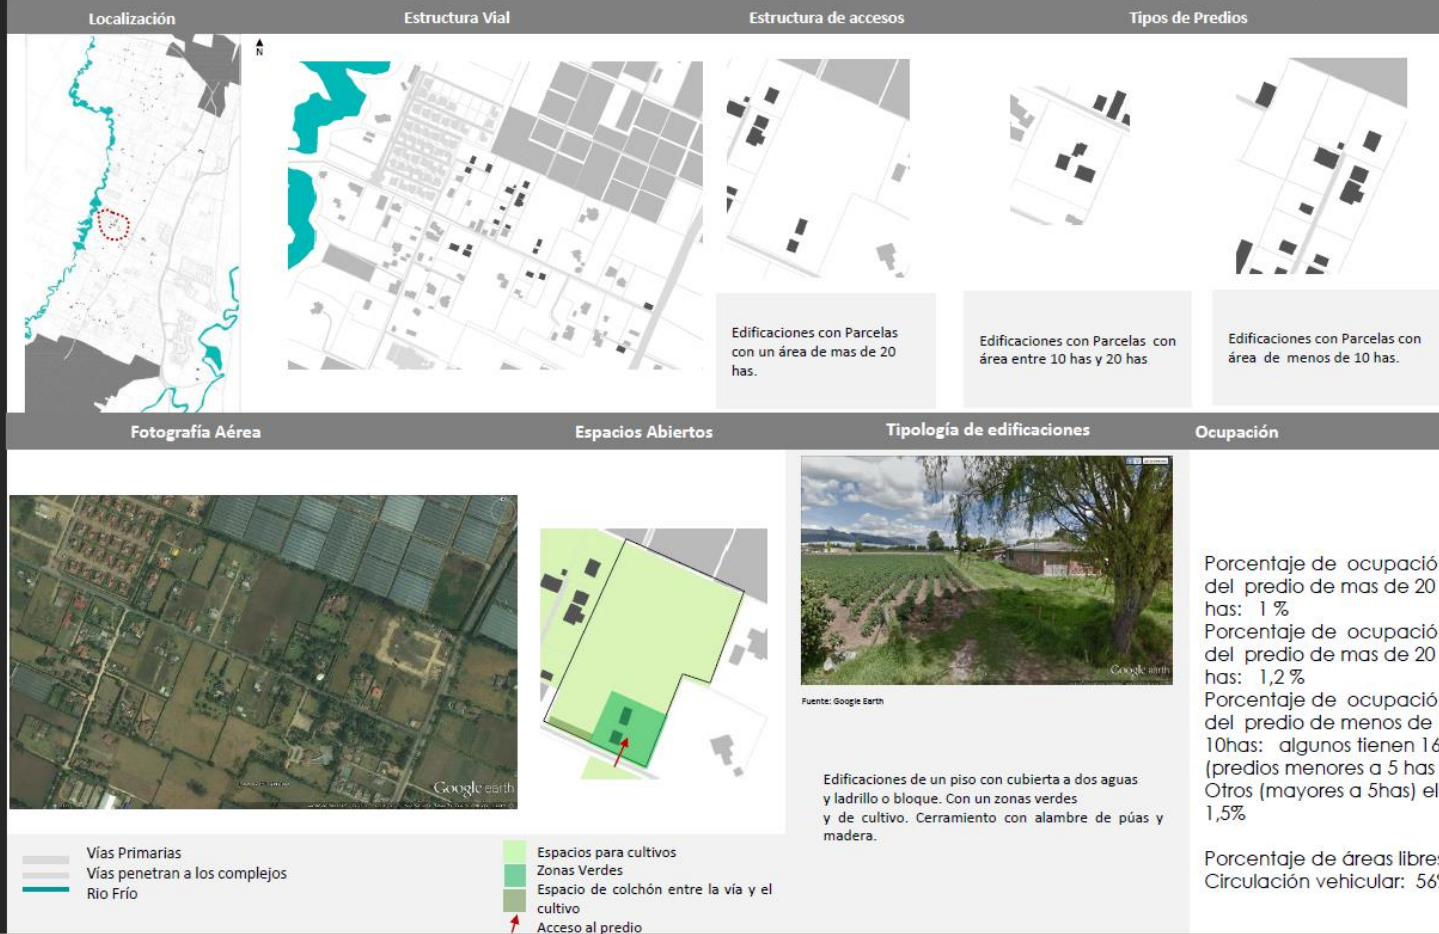 Localización
Estructura Vial
Estructura de accesos
Tipos de Predios
N
Edificaciones con Parcelas
con un área de mas de 20
has.
Edificaciones con Parcelas con
área entre 10 has y 20 has
Edificaciones con Parcelas con
área de menos de 10 has.
Fotografía Aérea
Espacios Abiertos
Tipología de edificaciones
Ocupación
Google earth
Google earth
Fuente: Google Earth
Edificaciones de un piso con cubierta a dos aguas
y ladrillo o bloque. Con un zonas verdes
y de cultivo. Cerramiento con alambre de púas y
madera.
Porcentaje de ocupació
del predio de mas de 20
has: 1 %
Porcentaje de ocupació
del predio de mas de 20
has: 1,2 %
Porcentaje de ocupació
del predio de menos de
10has: algunos tienen 16
(predios menores a 5 has
Otros (mayores a 5has) el
1,5%
Porcentaje de áreas libres
Circulación vehicular: 56%
Vías Primarias
Vías penetran a los complejos
Rio Frío
Espacios para cultivos
Zonas Verdes
Espacio de colchón entre la vía y el
cultivo
Acceso al predio